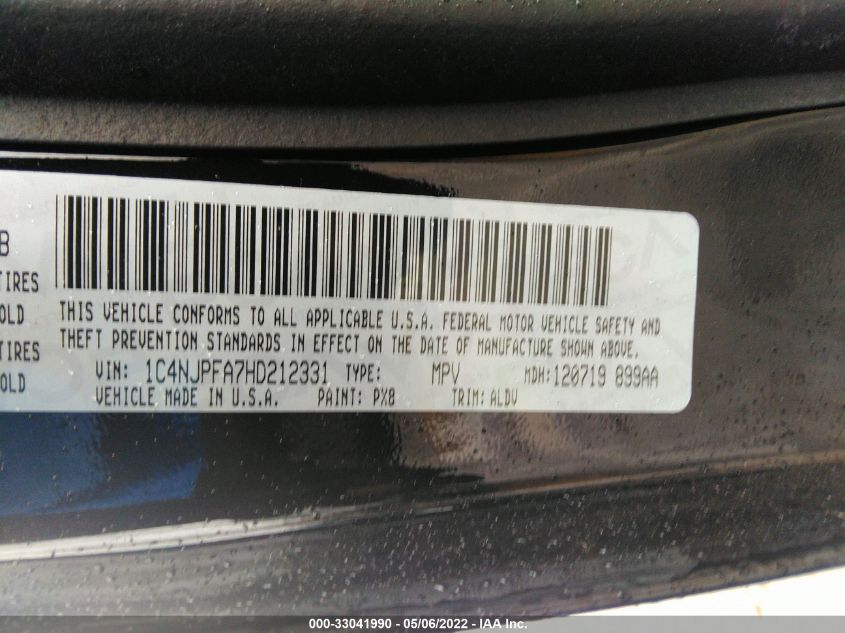 B
TIRES
OLD
TIRES
OLD
THIS VEHICLE CONFORMS TO ALL APPLICABLE U.S.A. FEDERAL MOTOR VEHICLE SAFETY AND
THEFT PREVENTION STANDARDS IN EFFECT ON THE DATE OF MANUFACTURE SHOWN ABOVE.
VIN: 1C4NJPFA7HD212331 TYPE: MPV MDH:120719 899AA
VEHICLE MADE IN U.S.A. PAINT: PX8 TRIM: ALDV
000-33041990 - 05/06/2022 - IAA Inc.